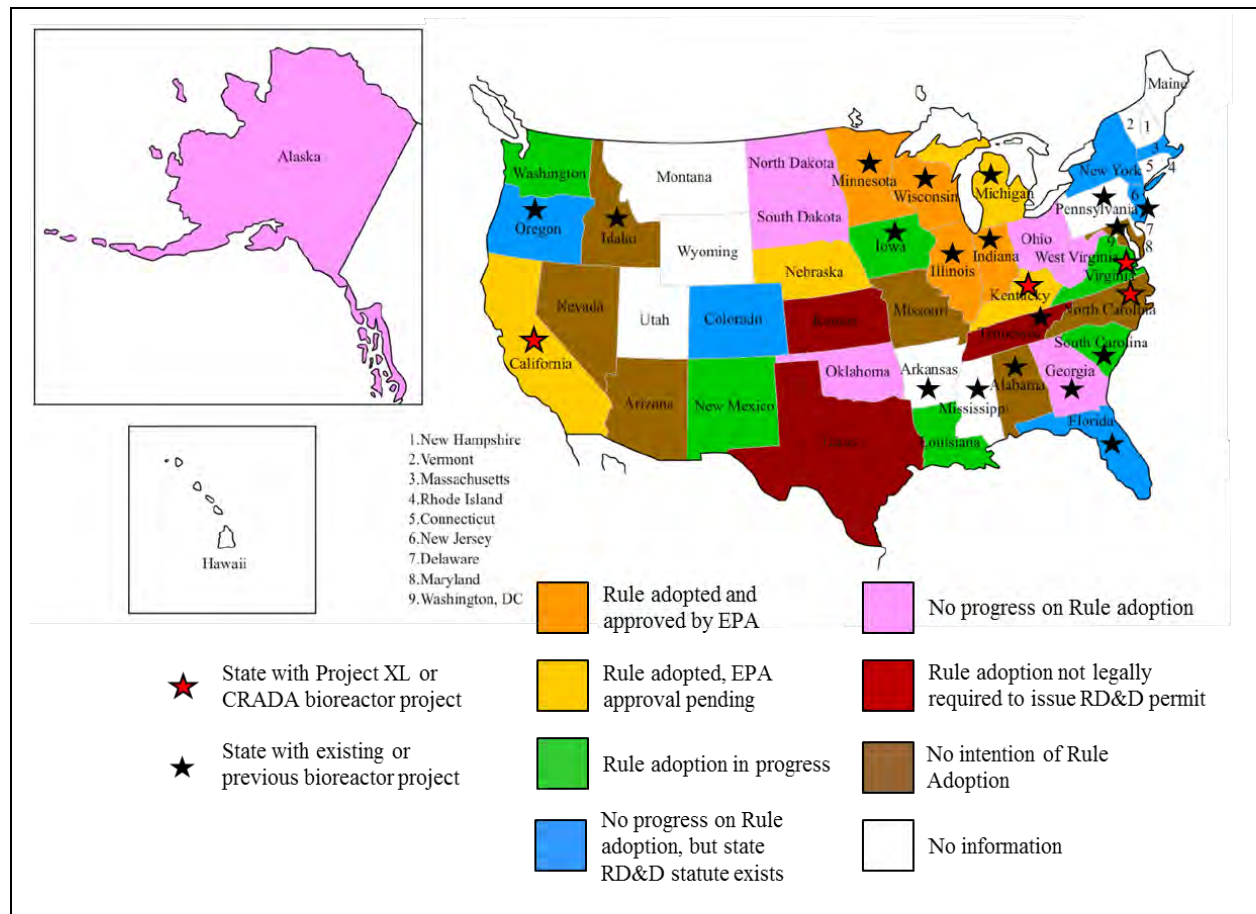 Alaska
Hawaii
Washington
Oregon
Idaho
Montana
Wyoming
North Dakota
South Dakota
Nebraska
Minnesota
Wisconsin
Michigan
Iowa
Illinois
Indiana
Ohio
West Virginia
Virginia
Kentucky
North Carolina
Tennessee
South Carolina
Georgia
Florida
Alabama
Mississippi
Arkansas
Louisiana
Missouri
Kansas
Oklahoma
Texas
New Mexico
Colorado
Utah
Arizona
Nevada
California
Pennsylvania
New York
Maine
1
2
3
4
5
6
7
8
9
1.New Hampshire
2.Vermont
3.Massachusetts
4.Rhode Island
5.Connecticut
6.New Jersey
7.Delaware
8.Maryland
9.Washington, DC
State with Project XL or
CRADA bioreactor project
State with existing or
previous bioreactor project
Rule adopted and
approved by EPA
Rule adopted, EPA
approval pending
Rule adoption in progress
No progress on Rule
adoption, but state
RD&D statute exists
No progress on Rule adoption
Rule adoption not legally
required to issue RD&D permit
No intention of Rule
Adoption
No information